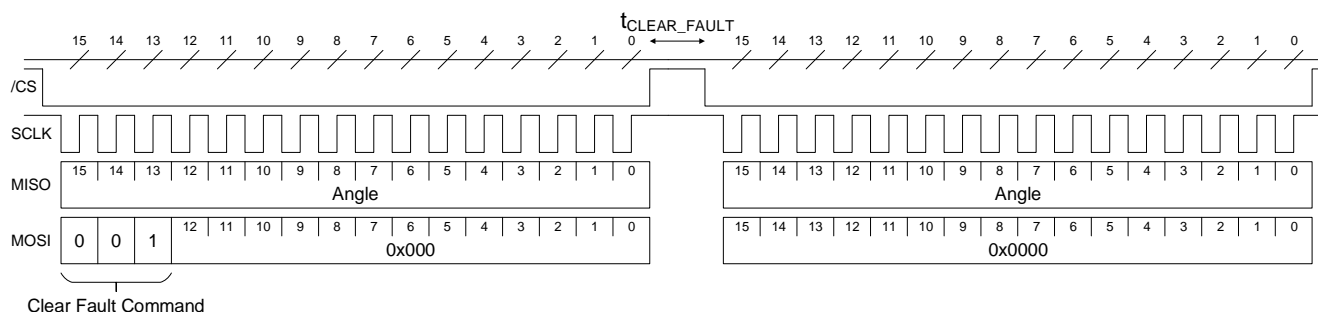 tCLEAR_FAULT
15 14 13 12 11 10 9 8 7 6 5 4 3 2 1 0 15 14 13 12 11 10 9 8 7 6 5 4 3 2 1 0
/CS
SCLK
15 14 13 12 11 10 9 8 7 6 5 4 3 2 1 0 15 14 13 12 11 10 9 8 7 6 5 4 3 2 1 0
MISO Angle Angle
12 11 10 9 8 7 6 5 4 3 2 1 0 15 14 13 12 11 10 9 8 7 6 5 4 3 2 1 0
MOSI 0 0 1 0x000 0x0000
Clear Fault Command